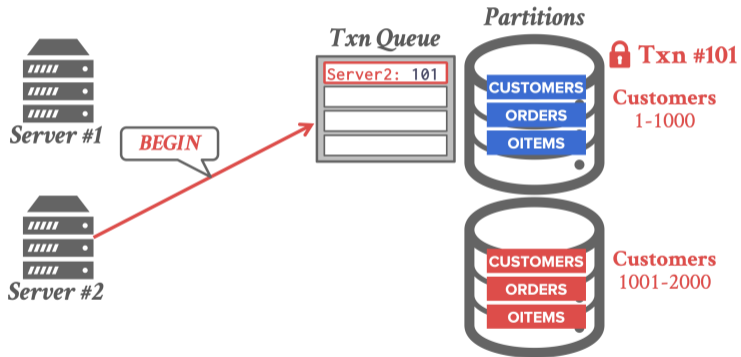 Partitions
Txn Queue
Server #1
Server2: 101
CUSTOMERS
ORDERS
OITEMS
Txn #101
Customers
1-1000
BEGIN
Server #2
CUSTOMERS
ORDERS
OITEMS
Customers
1001-2000